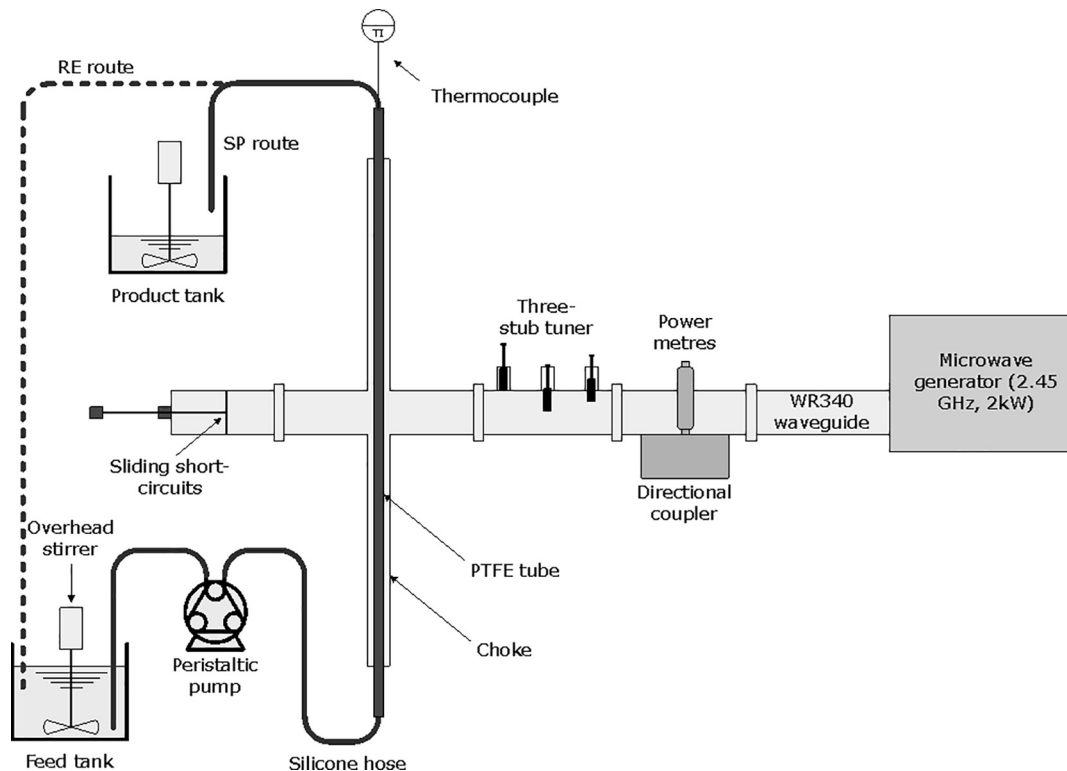 TI
RE route
Thermocouple
SP route
Product tank
Three-
stub tuner
Power
metres
Microwave
generator (2.45
GHz, 2kW)
WR340
waveguide
Sliding short-
circuits
Directional
coupler
Overhead
stirrer
PTFE tube
Choke
Peristaltic
pump
Feed tank
Silicone hose